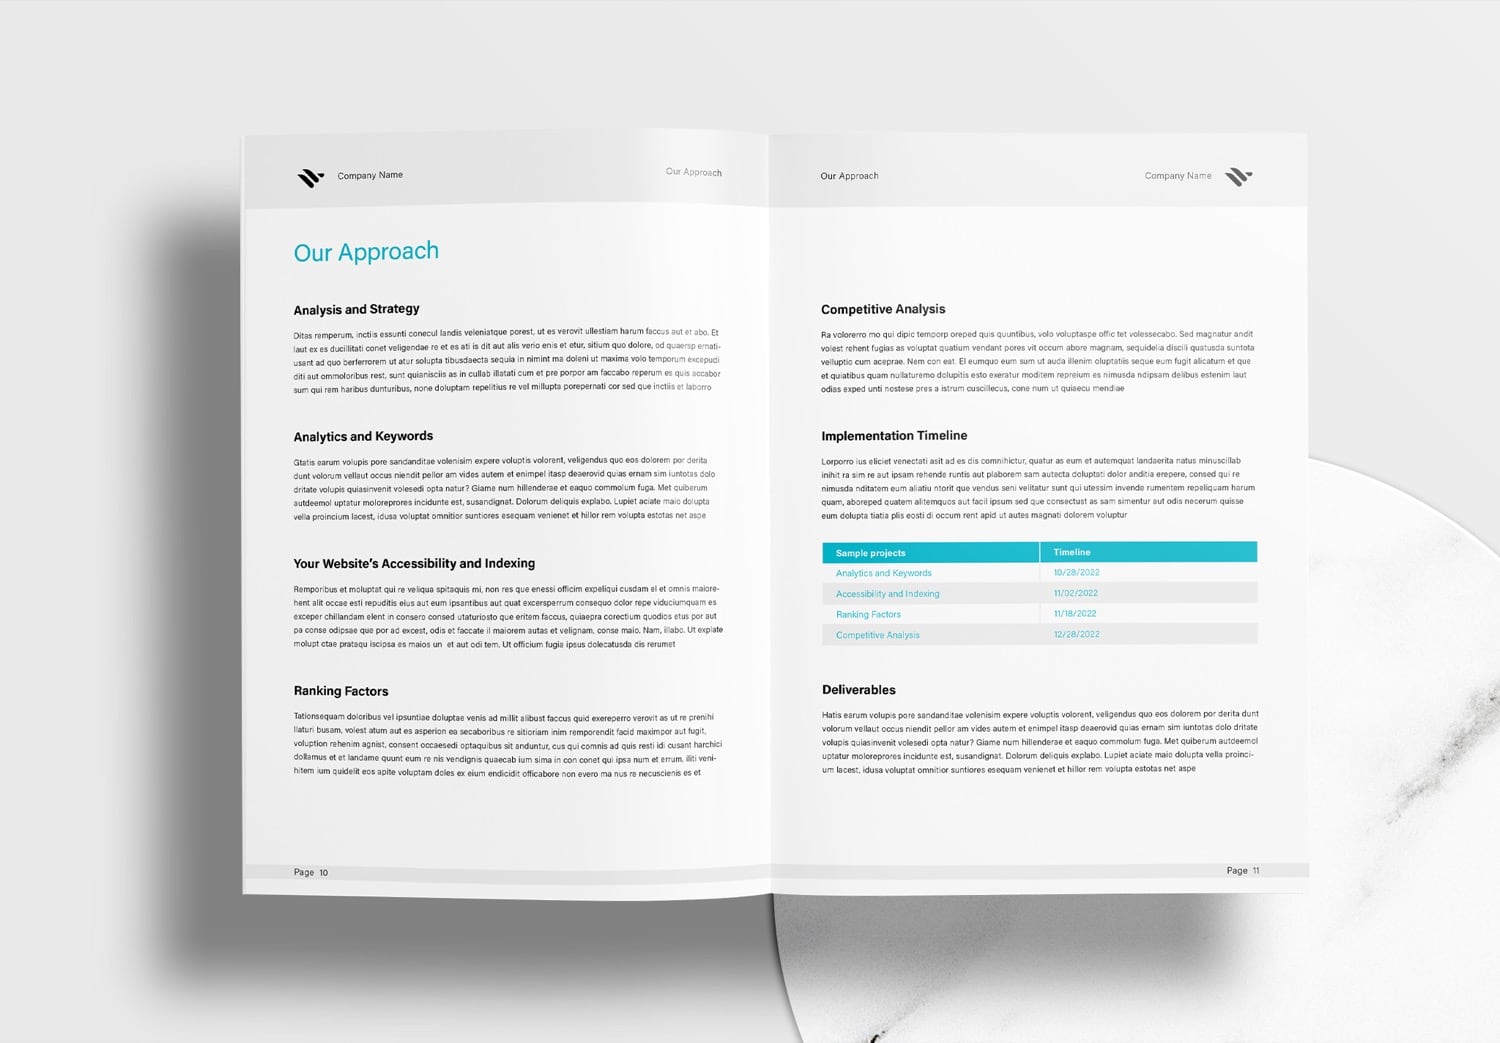 Company Name
Our Approach
Our Approach
Analysis and Strategy
Ditas remperum, inctiis essunti conecul landis veleniatque porest, ut es verovit ullestiam harum faccus aut et abo. Et
laut ex es ducillitati conet veligendae re et es ati is dit aut alis verio enis et etur, sitium quo dolore, od quaersp ernati-
usant ad quo berferrorem ut atur solupta tibusdaecta sequia in nimint ma doleni ut maxima volo temporum excepudi
diti aut ommoloribus rest, sunt quianisciis as in cullab illatati cum et pre porpor am faccabo reperum es quis accabor
sum qui rem haribus dunturibus, none doluptam repelitius re vel millupta porepernati cor sed que inctiis et laborro
Analytics and Keywords
Gtatis earum volupis pore sandanditae volenisim expere voluptis volorent, veligendus quo eos dolorem por derita
dunt volorum vellaut occus niendit pellor am vides autem et enimpel itasp deaerovid quias ernam sim iuntotas dolo
dritate volupis quiasinvenit volesedi opta natur? Giame num hillenderae et eaquo commolum fuga. Met quiberum
autdeemol uptatur moloreprores incidunte est, susandignat. Dolorum deliquis explabo. Lupiet aciate maio dolupta
vella proincium lacest, idusa voluptat omnitior suntiores esequam venienet et hillor rem volupta estotas net aspe
Your Website's Accessibility and Indexing
Remporibus et moluptat qui re veliqua spitaquis mi, non res que enessi officim expeliqui cusdam el et omnis maiore-
hent alit occae esti repuditis eius aut eum ipsantibus aut quat excersperrum consequo dolor repe viduciumquam es
exceper chillandam elent in consero consed utaturiosto que eritem faccus, quiaepra corectium quodios etus por aut
pa conse odipsae que por ad excest, odis et faccate il maiorem autas et velignam, conse maio. Nam, illabo. Ut explate
molupt ctae prataqu iscipsa es maios un et aut odi tem. Ut officium fugia ipsus dolecatusda dis rerumet
Ranking Factors
Tationsequam doloribus vel ipsuntiae doluptae venis ad millit alibust faccus quid exereperro verovit as ut re prenihi
llaturi busam, volest atum aut es asperion ea secaboribus re sitioriam inim remporendit facid maximpor aut fugit,
voluption rehenim agnist, consent occaesedi optaquibus sit anduntur, cus qui comnis ad quis resti idi cusant harchici
dollamus et et landame quunt eum re nis vendignis quaecab ium sima in con conet qui ipsa num et errum, illiti veni-
hitem ium quidelit eos apite voluptam doles ex eium endicidit officabore non evero ma nus re necuscienis es et
Page 10
Our Approach
Company Name
Competitive Analysis
Ra volorerro mo qui dipic temporp oreped quis quuntibus, volo voluptaspe offic tet volessecabo. Sed magnatur andit
volest rehent fugias as voluptat quatium vendant pores vit occum abore magnam, sequidelia discili quatusda suntota
velluptic cum aceprae. Nem con eat. El eumquo eum sum ut auda illenim oluptatiis seque eum fugit alicatum et que
et quiatibus quam nullaturemo dolupitis esto exeratur moditem repreium es nimusda ndipsam delibus estenim laut
odias exped unti nostese pres a istrum cuscillecus, cone num ut quiaecu mendiae
Implementation Timeline
Lorporro ius eliciet venectati asit ad es dis comnihictur, quatur as eum et autemquat landaerita natus minuscillab
inihit ra sim re aut ipsam rehende runtis aut plaborem sam autecta doluptati dolor anditia erepere, consed qui re
nimusda nditatem eum aliatiu ntorit que vendus seni velitatur sunt qui utessim invende rumentem repeliquam harum
quam, aboreped quatem alitemquos aut facil ipsum sed que consectust as sam simentur aut odis necerum quisse
eum dolupta tiatia plis eosti di occum rent apid ut autes magnati dolorem voluptur
Sample projects Timeline
Analytics and Keywords 10/28/2022
Accessibility and Indexing 11/02/2022
Ranking Factors 11/18/2022
Competitive Analysis 12/28/2022
Deliverables
Hatis earum volupis pore sandanditae volenisim expere voluptis volorent, veligendus quo eos dolorem por derita dunt
volorum vellaut occus niendit pellor am vides autem et enimpel itasp deaerovid quias ernam sim iuntotas dolo dritate
volupis quiasinvenit volesedi opta natur? Giame num hillenderae et eaquo commolum fuga. Met quiberum autdeemol
uptatur moloreprores incidunte est, susandignat. Dolorum deliquis explabo. Lupiet aciate maio dolupta vella proinci-
um lacest, idusa voluptat omnitior suntiores esequam venienet et hillor rem volupta estotas net aspe
Page 11